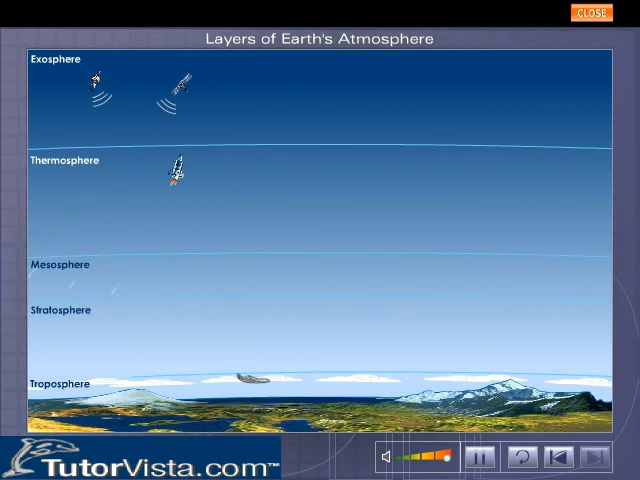 CLOSE
Layers of Earth's Atmosphere
Exosphere
Thermosphere
Mesosphere
Stratosphere
Troposphere
TutorVista.com™